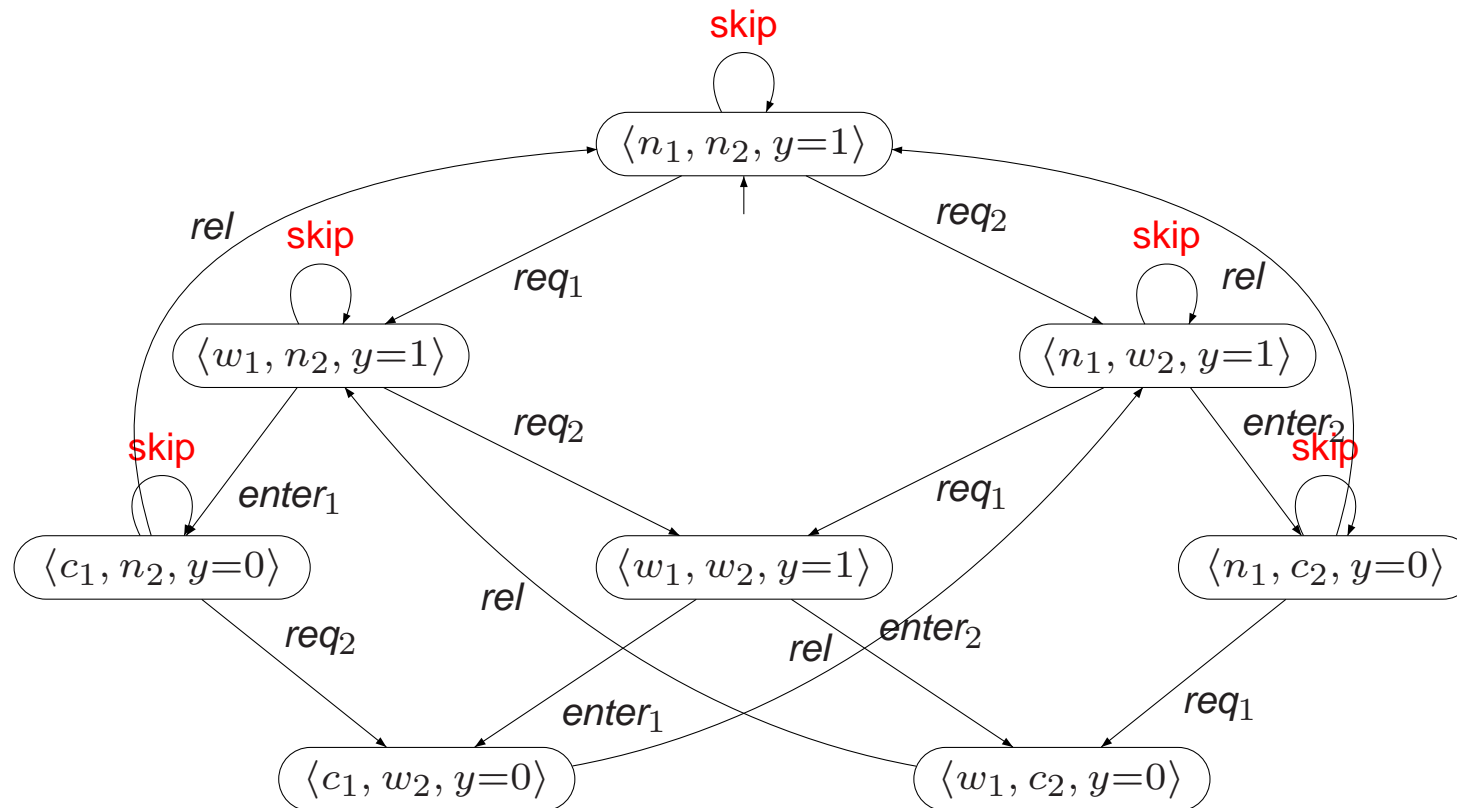 skip
⟨n₁, n₂, y=1⟩
rel
req₂
skip
skip
req₁
rel
⟨w₁, n₂, y=1⟩
⟨n₁, w₂, y=1⟩
req₂
enter₂
skip
skip
enter₁
req₁
⟨c₁, n₂, y=0⟩
⟨w₁, w₂, y=1⟩
⟨n₁, c₂, y=0⟩
rel
req₂
rel
enter₂
enter₁
req₁
⟨c₁, w₂, y=0⟩
⟨w₁, c₂, y=0⟩